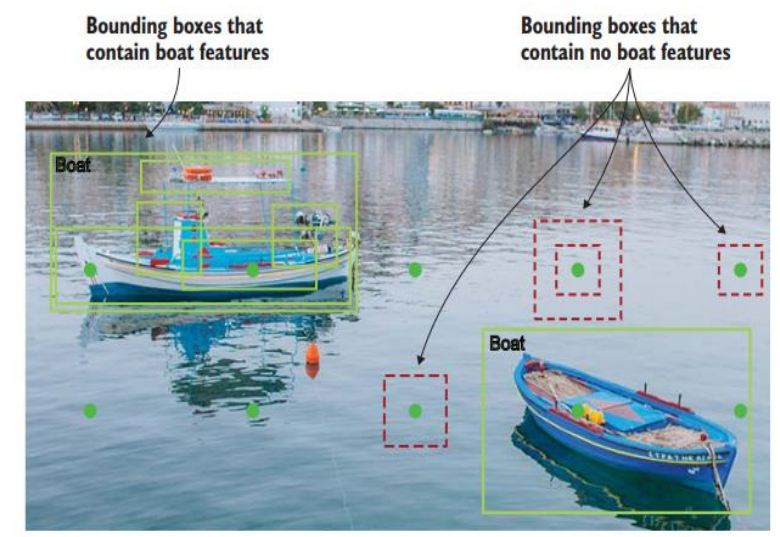 Bounding boxes that
contain boat features
Bounding boxes that
contain no boat features
Boat
Boat